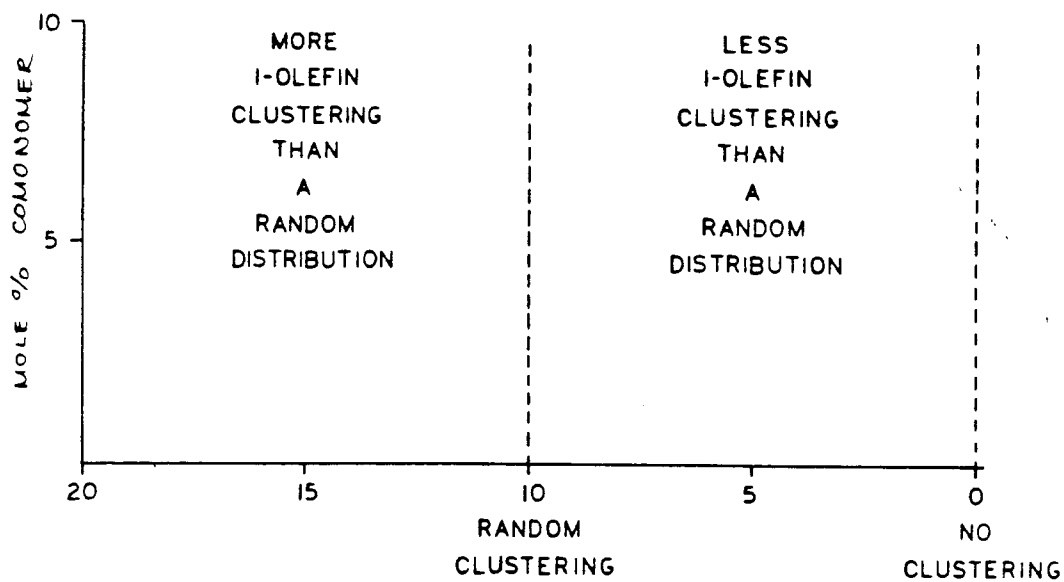 10
MOLE % COMONOMER
5
MORE
1-OLEFIN
CLUSTERING
THAN
A
RANDOM
DISTRIBUTION
LESS
1-OLEFIN
CLUSTERING
THAN
A
RANDOM
DISTRIBUTION
20 15 10 5 0
RANDOM
CLUSTERING
NO
CLUSTERING